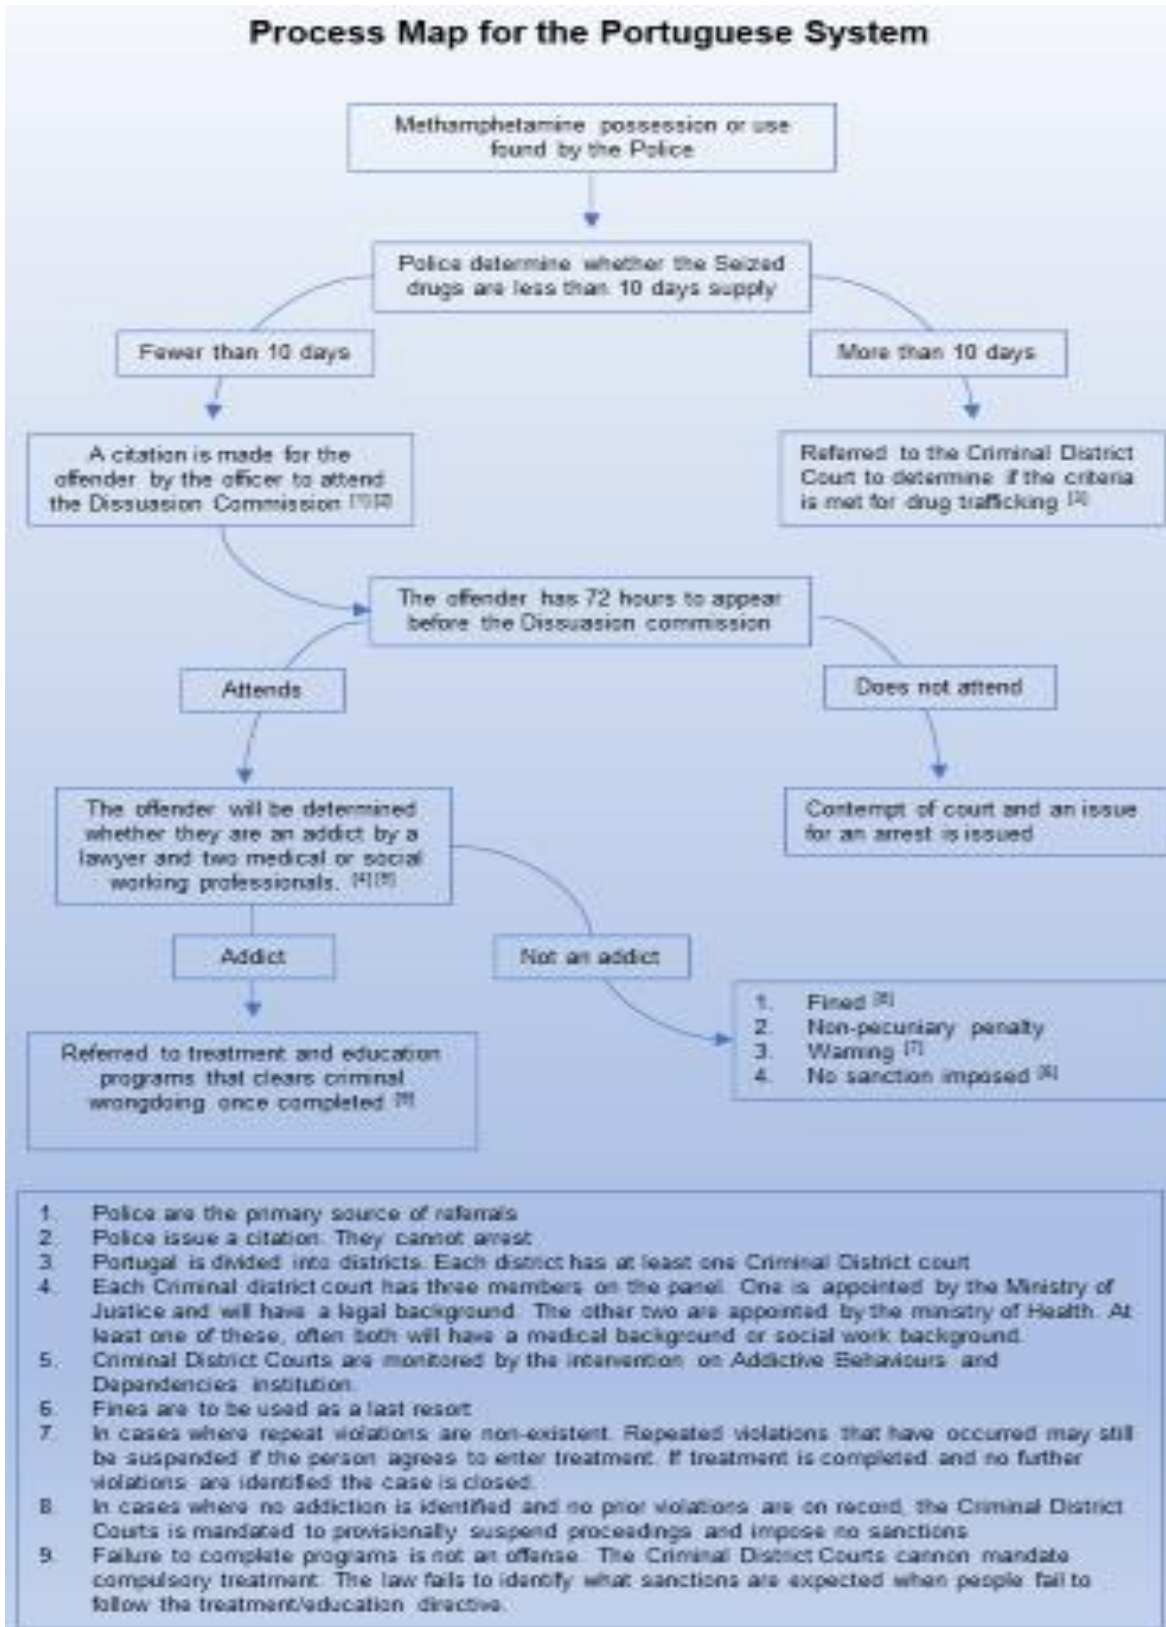 Process Map for the Portuguese System
Methamphetamine possession or use
found by the Police
Police determine whether the Seized
drugs are less than 10 days supply
Fewer than 10 days
More than 10 days
A citation is made for the
offender by the officer to attend
the Dissuasion Commission [1] [2]
Referred to the Criminal District
Court to determine if the criteria
is met for drug trafficking [3]
The offender has 72 hours to appear
before the Dissuasion commission
Attends
Does not attend
The offender will be determined
whether they are an addict by a
lawyer and two medical or social
working professionals. [4] [5]
Contempt of court and an issue
for an arrest is issued
Addict
Not an addict
1. Fined [6]
2. Non-pecuniary penalty
3. Warning [7]
4. No sanction imposed [8]
Referred to treatment and education
programs that clears criminal
wrongdoing once completed [9]
1. Police are the primary source of referrals
2. Police issue a citation. They cannot arrest
3. Portugal is divided into districts. Each district has at least one Criminal District court
4. Each Criminal district court has three members on the panel. One is appointed by the Ministry of
Justice and will have a legal background. The other two are appointed by the ministry of Health. At
least one of these, often both will have a medical background or social work background.
5. Criminal District Courts are monitored by the intervention on Addictive Behaviours and
Dependencies institution.
6. Fines are to be used as a last resort
7. In cases where repeat violations are non-existent. Repeated violations that have occurred may still
be suspended if the person agrees to enter treatment. If treatment is completed and no further
violations are identified the case is closed.
8. In cases where no addiction is identified and no prior violations are on record, the Criminal District
Courts is mandated to provisionally suspend proceedings and impose no sanctions
9. Failure to complete programs is not an offense. The Criminal District Courts cannon mandate
compulsory treatment. The law fails to identify what sanctions are expected when people fail to
follow the treatment/education directive.